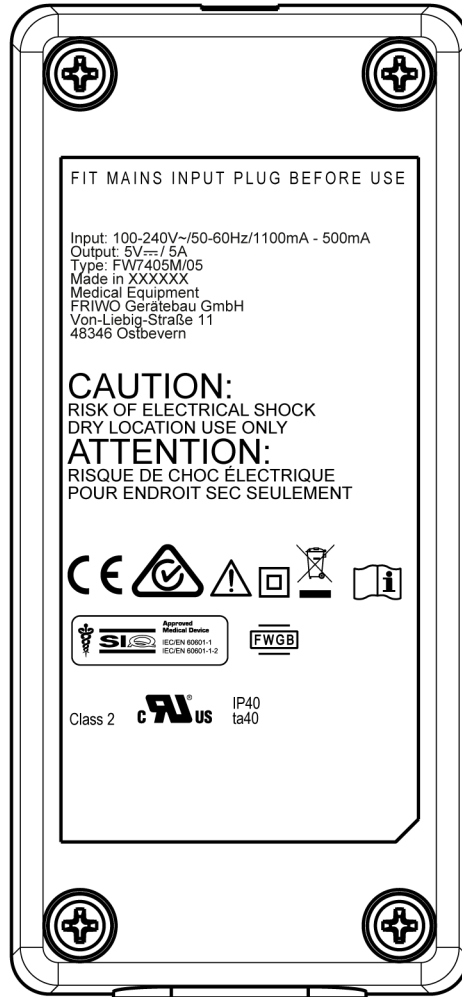 FIT MAINS INPUT PLUG BEFORE USE
Input: 100-240V~/50-60Hz/1100mA - 500mA
Output: 5V⎓/ 5A
Type: FW7405M/05
Made in XXXXXX
Medical Equipment
FRIWO Gerätebau GmbH
Von-Liebig-Straße 11
48346 Ostbevern
CAUTION:
RISK OF ELECTRICAL SHOCK
DRY LOCATION USE ONLY
ATTENTION:
RISQUE DE CHOC ÉLECTRIQUE
POUR ENDROIT SEC SEULEMENT
CE
SIQ
Approved
Medical Device
IEC/EN 60601-1
IEC/EN 60601-1-2
FWGB
Class 2
c RU US
IP40
ta40